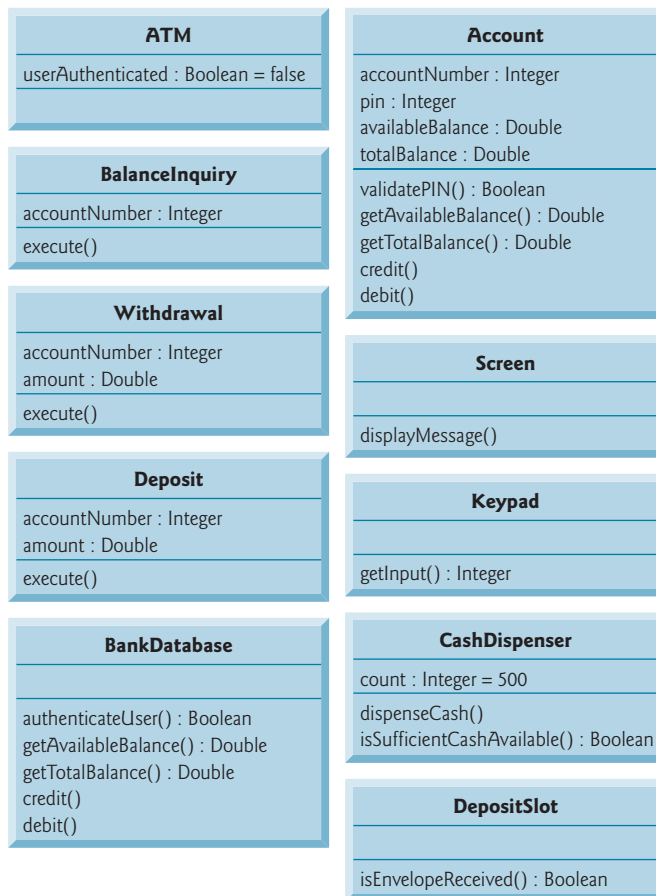 ATM
userAuthenticated : Boolean = false
BalanceInquiry
accountNumber : Integer
execute()
Withdrawal
accountNumber : Integer
amount : Double
execute()
Deposit
accountNumber : Integer
amount : Double
execute()
BankDatabase
authenticateUser() : Boolean
getAvailableBalance() : Double
getTotalBalance() : Double
credit()
debit()
Account
accountNumber : Integer
pin : Integer
availableBalance : Double
totalBalance : Double
validatePIN() : Boolean
getAvailableBalance() : Double
getTotalBalance() : Double
credit()
debit()
Screen
displayMessage()
Keypad
getInput() : Integer
CashDispenser
count : Integer = 500
dispenseCash()
isSufficientCashAvailable() : Boolean
DepositSlot
isEnvelopeReceived() : Boolean